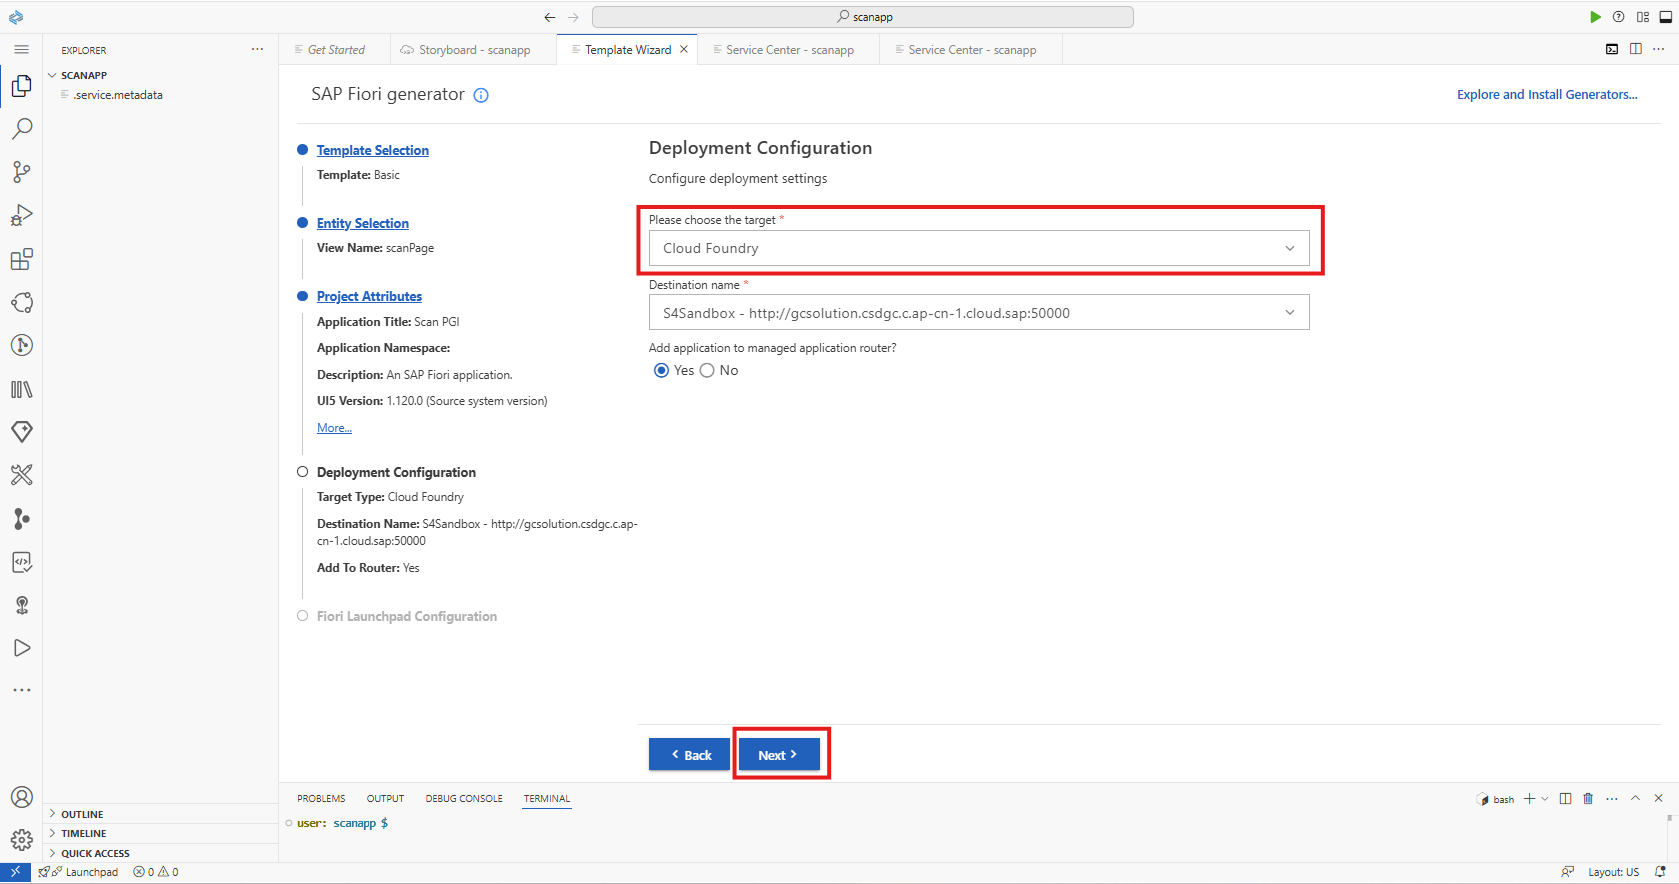 scanapp
EXPLORER
SCANAPP
.service.metadata
Get Started
Storyboard - scanapp
Template Wizard
Service Center - scanapp
Service Center - scanapp
SAP Fiori generator
Explore and Install Generators...
Template Selection
Template: Basic
Entity Selection
View Name: scanPage
Project Attributes
Application Title: Scan PGI
Application Namespace:
Description: An SAP Fiori application.
UI5 Version: 1.120.0 (Source system version)
More...
Deployment Configuration
Target Type: Cloud Foundry
Destination Name: S4Sandbox - http://gcsolution.csdgc.c.ap-
cn-1.cloud.sap:50000
Add To Router: Yes
Fiori Launchpad Configuration
Deployment Configuration
Configure deployment settings
Please choose the target *
Cloud Foundry
Destination name *
S4Sandbox - http://gcsolution.csdgc.c.ap-cn-1.cloud.sap:50000
Add application to managed application router?
Yes No
Back
Next
PROBLEMS OUTPUT DEBUG CONSOLE TERMINAL
bash
user: scanapp $
OUTLINE
TIMELINE
QUICK ACCESS
Launchpad 0 0
Layout: US